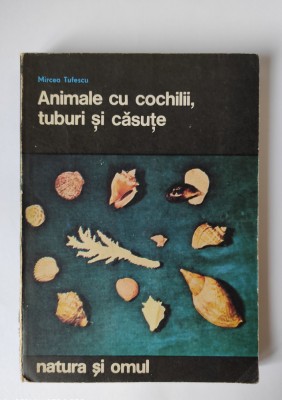 Mircea Tufescu
Animale cu cochilii,
tuburi și căsuțe
natura și omul